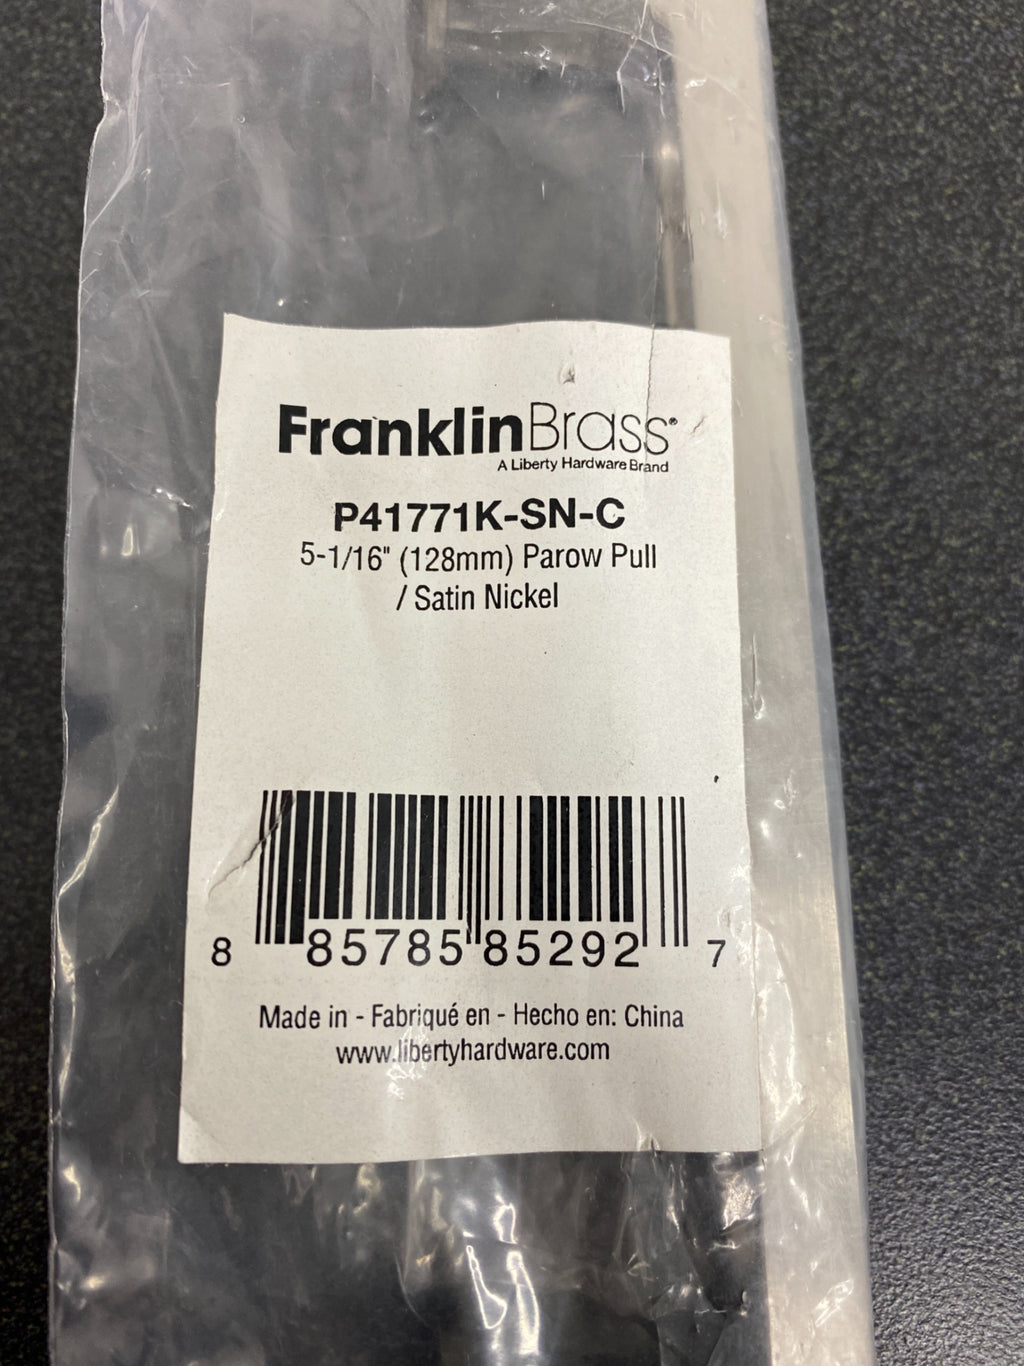 FranklinBrass®
A Liberty Hardware Brand
P41771K-SN-C
5-1/16" (128mm) Parow Pull
/ Satin Nickel
8 85785 85292 7
Made in - Fabriqué en - Hecho en: China
www.libertyhardware.com